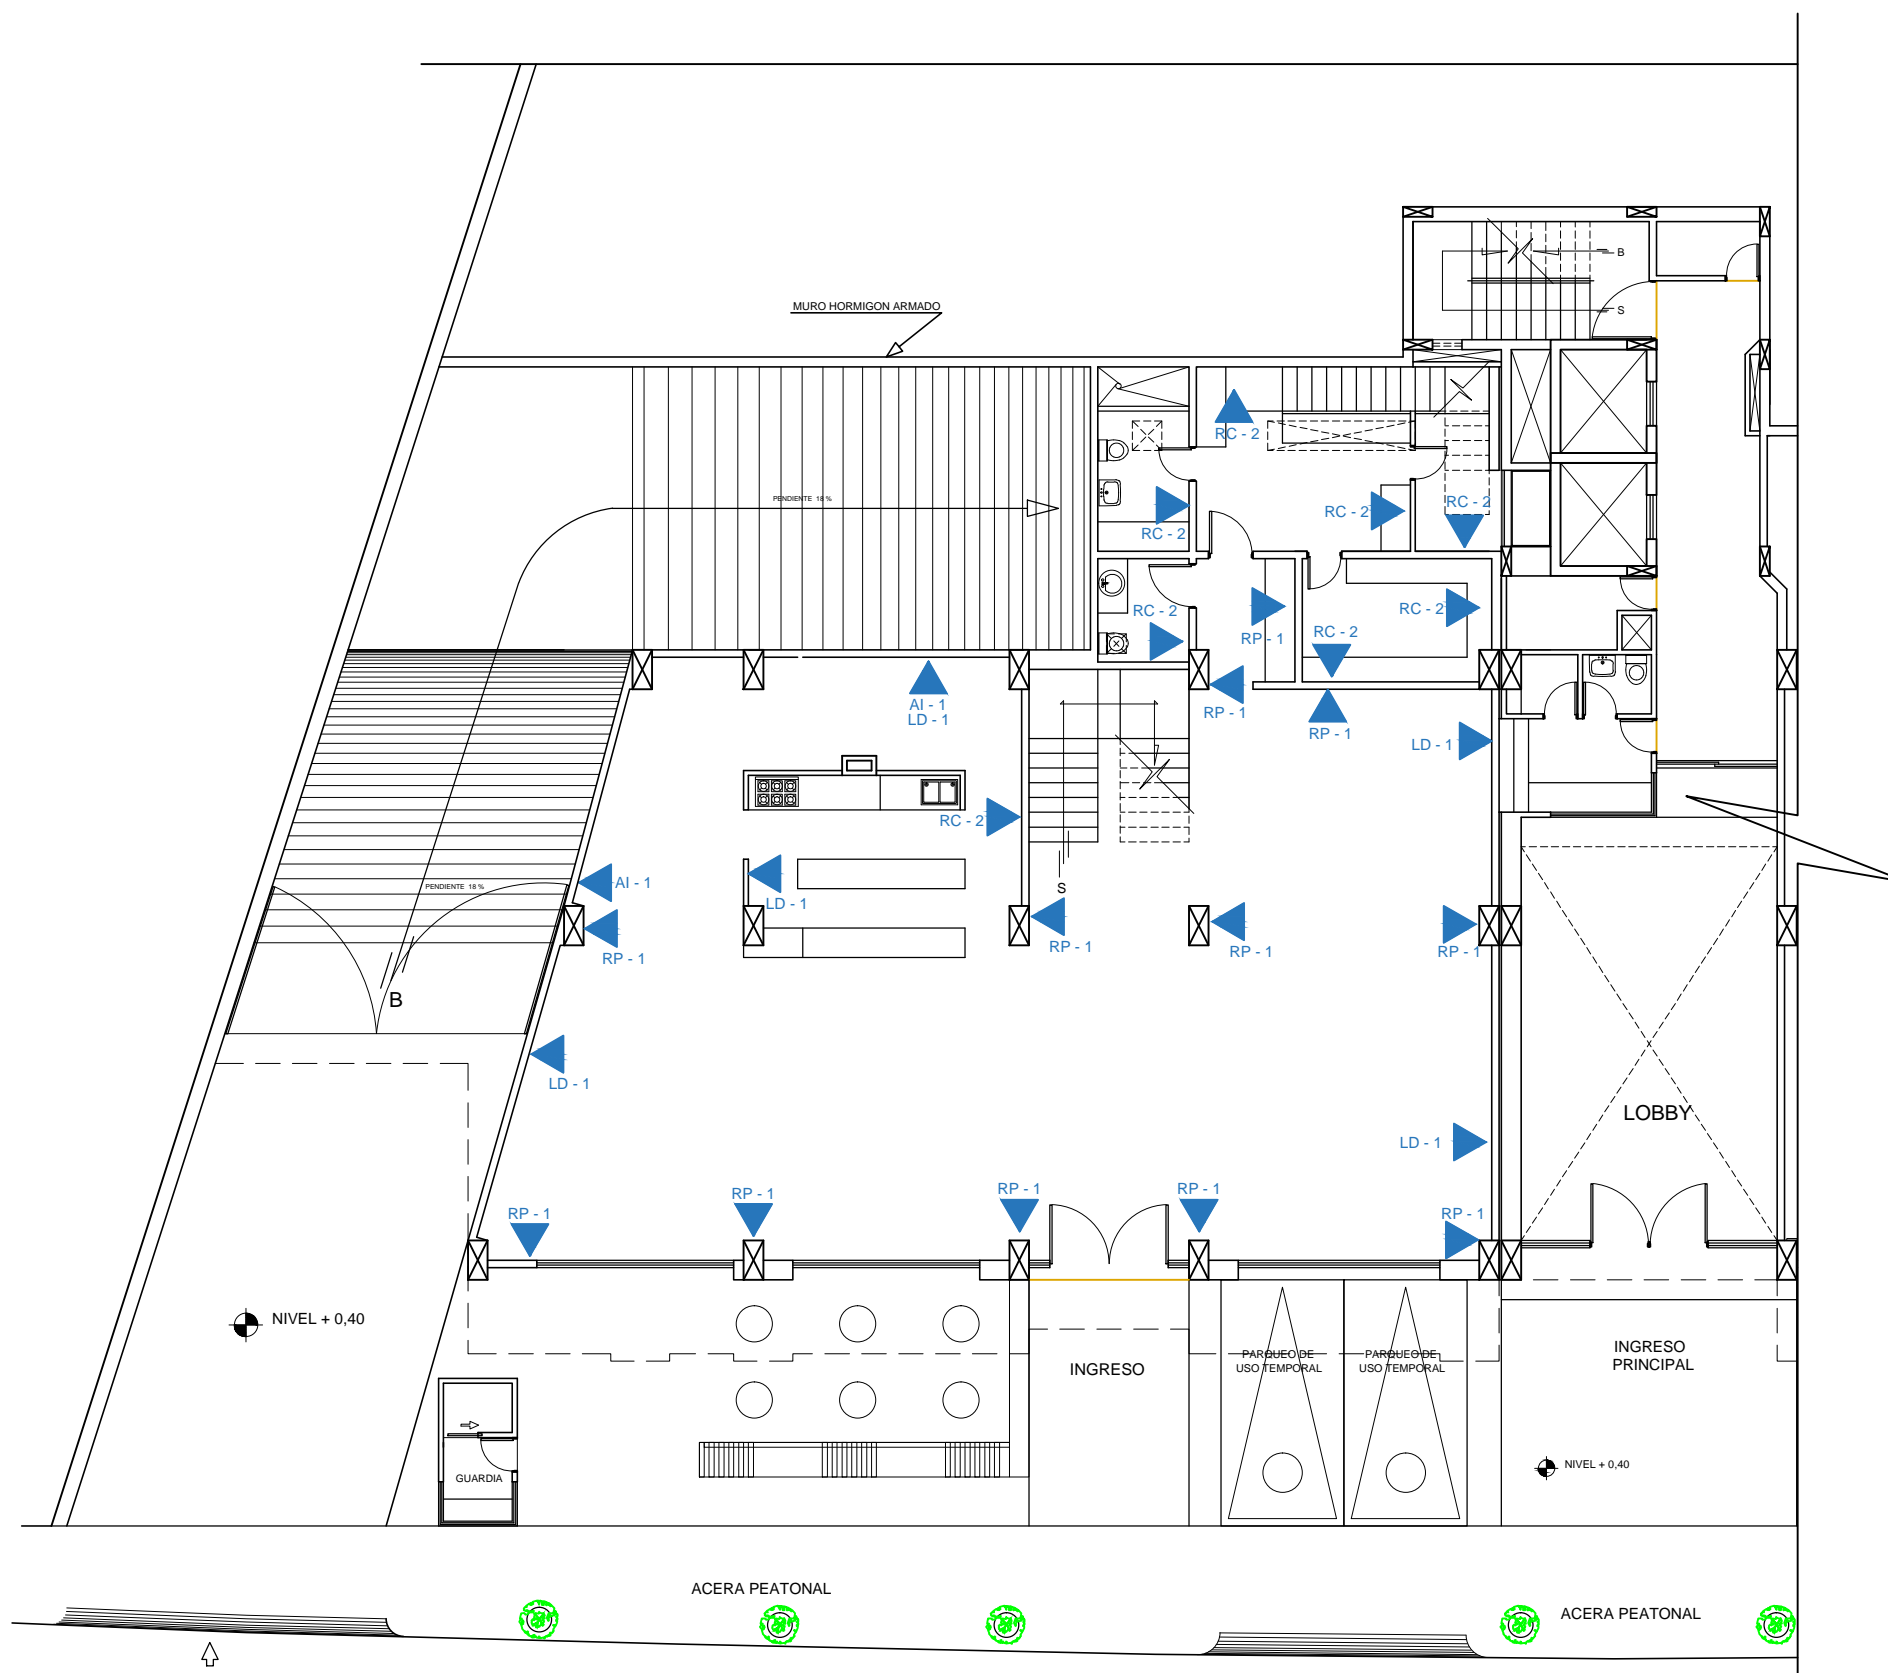 B
MURO HORMIGON ARMADO
S
RC - 2
PENDIENTE  18 %
RC - 2
RC - 2
RC - 2
RC - 2
RC - 2
RP - 1
RC - 2
AI - 1
LD - 1
RP - 1
RP - 1
LD - 1
RC - 2
PENDIENTE  18 %
AI - 1
LD - 1
S
RP - 1
RP - 1
RP - 1
RP - 1
B
LD - 1
LOBBY
LD - 1
RP - 1
RP - 1
RP - 1
RP - 1
RP - 1
NIVEL + 0,40
INGRESO
PARQUEO DE
USO TEMPORAL
PARQUEO DE
USO TEMPORAL
INGRESO
PRINCIPAL
GUARDIA
NIVEL + 0,40
ACERA PEATONAL
ACERA PEATONAL